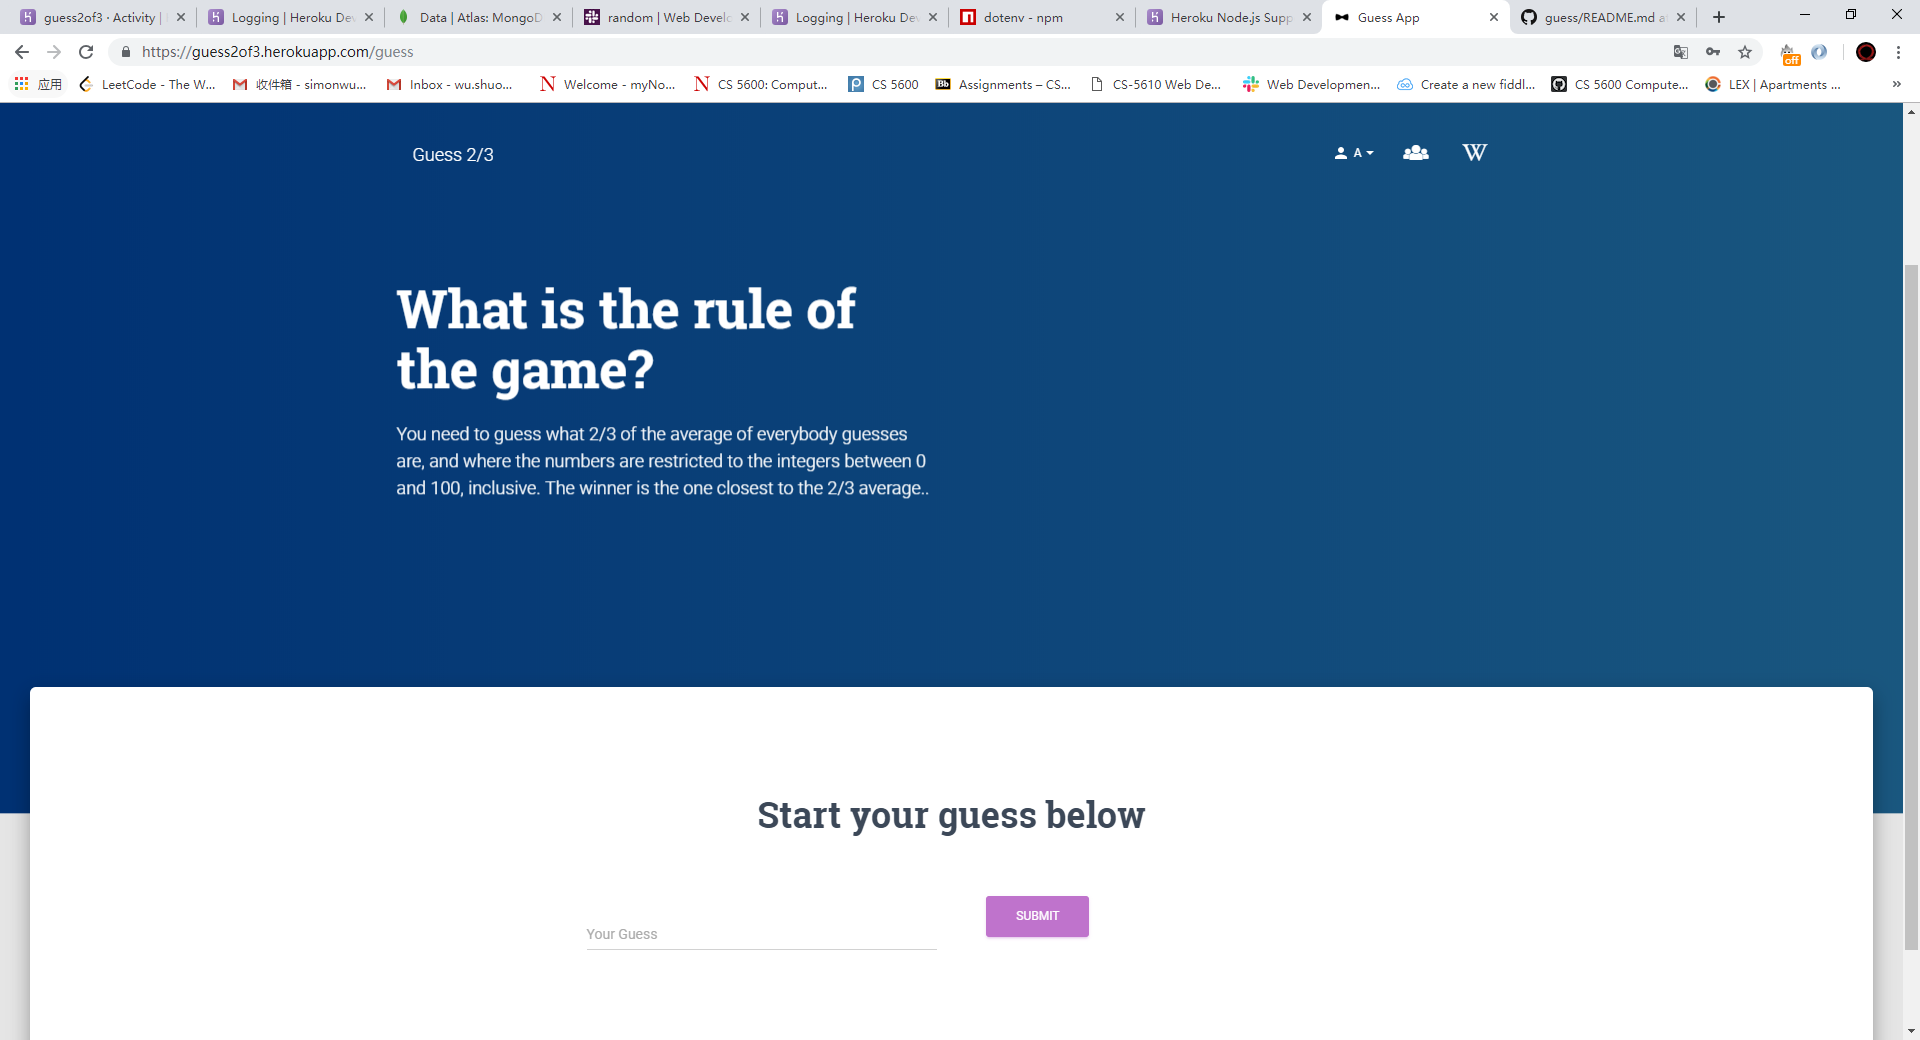 guess2of3 · Activity |
Logging | Heroku Dev
Data | Atlas: MongoD
random | Web Develo
Logging | Heroku Dev
dotenv - npm
Heroku Node.js Supp
Guess App
guess/README.md a
https://guess2of3.herokuapp.com/guess
off
应用
LeetCode - The W...
收件箱 - simonwu...
Inbox - wu.shuo...
Welcome - myNo...
CS 5600: Comput...
CS 5600
Bb
Assignments – CS...
CS-5610 Web De...
Web Developmen...
Create a new fiddl...
CS 5600 Compute...
LEX | Apartments ...
»
Guess 2/3
A
W
What is the rule of
the game?
You need to guess what 2/3 of the average of everybody guesses
are, and where the numbers are restricted to the integers between 0
and 100, inclusive. The winner is the one closest to the 2/3 average..
Start your guess below
Your Guess
SUBMIT